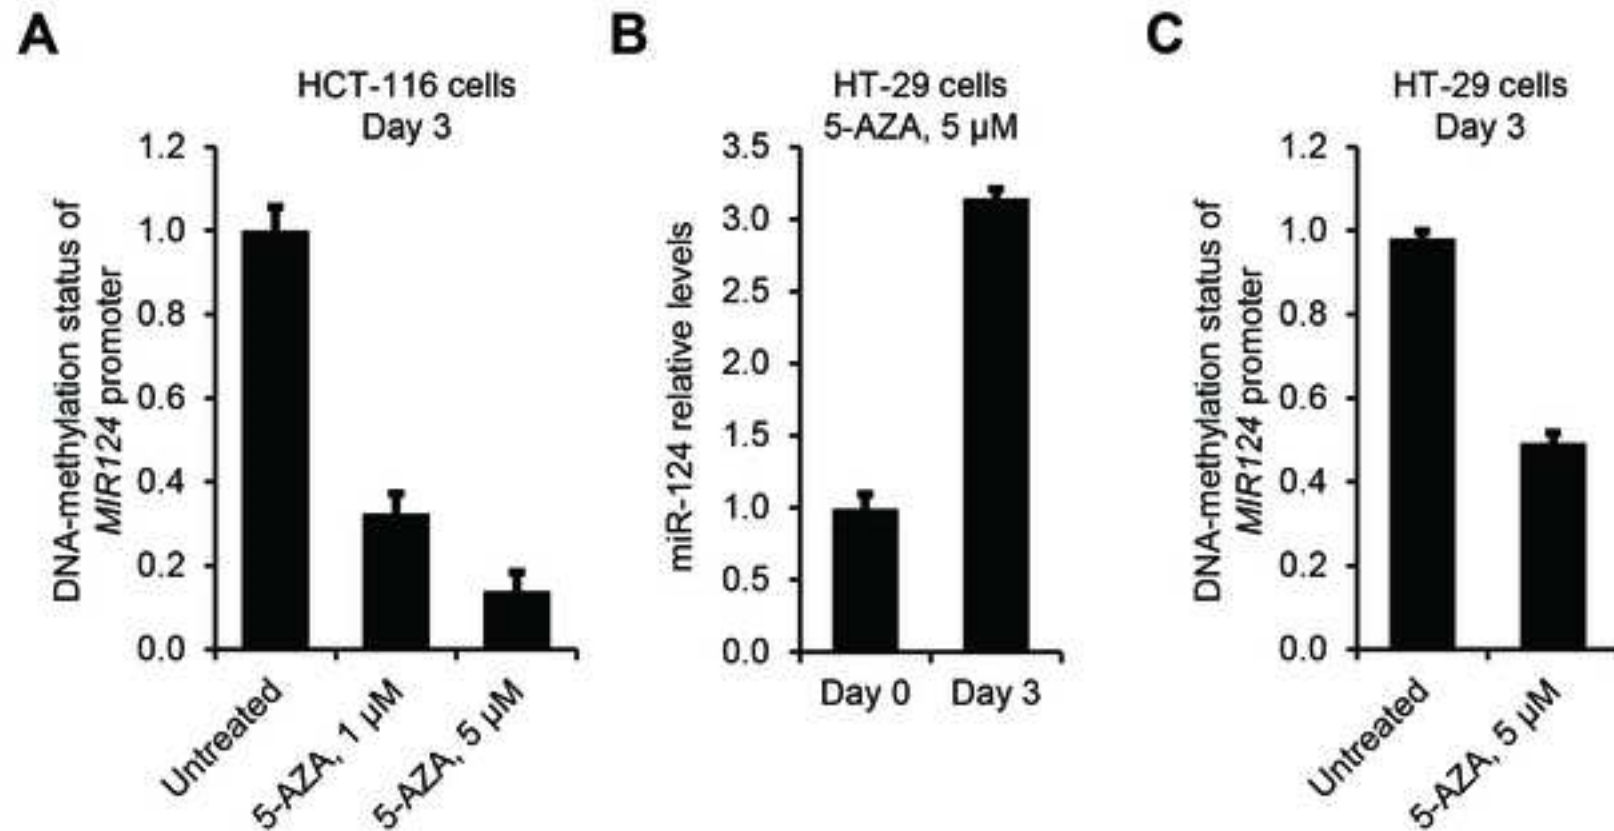 A
HCT-116 cells
Day 3
DNA-methylation status of
MIR124 promoter
1.2
1.0
0.8
0.6
0.4
0.2
0.0
Untreated
5-AZA, 1 µM
5-AZA, 5 µM
B
HT-29 cells
5-AZA, 5 µM
miR-124 relative levels
3.5
3.0
2.5
2.0
1.5
1.0
0.5
0.0
Day 0 Day 3
C
HT-29 cells
Day 3
DNA-methylation status of
MIR124 promoter
1.2
1.0
0.8
0.6
0.4
0.2
0.0
Untreated
5-AZA, 5 µM